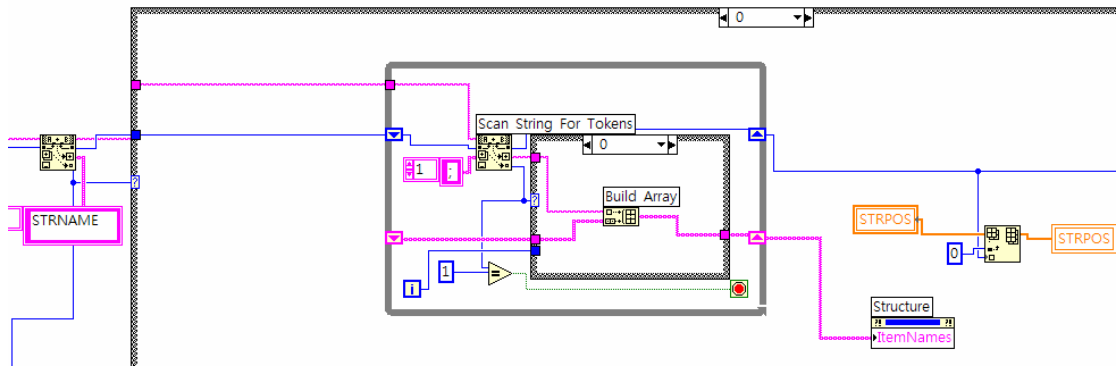 0
Scan String For Tokens
0
1
;
Build Array
STRNAME
STRPOS
STRPOS
0
1
=
i
Structure
ItemNames